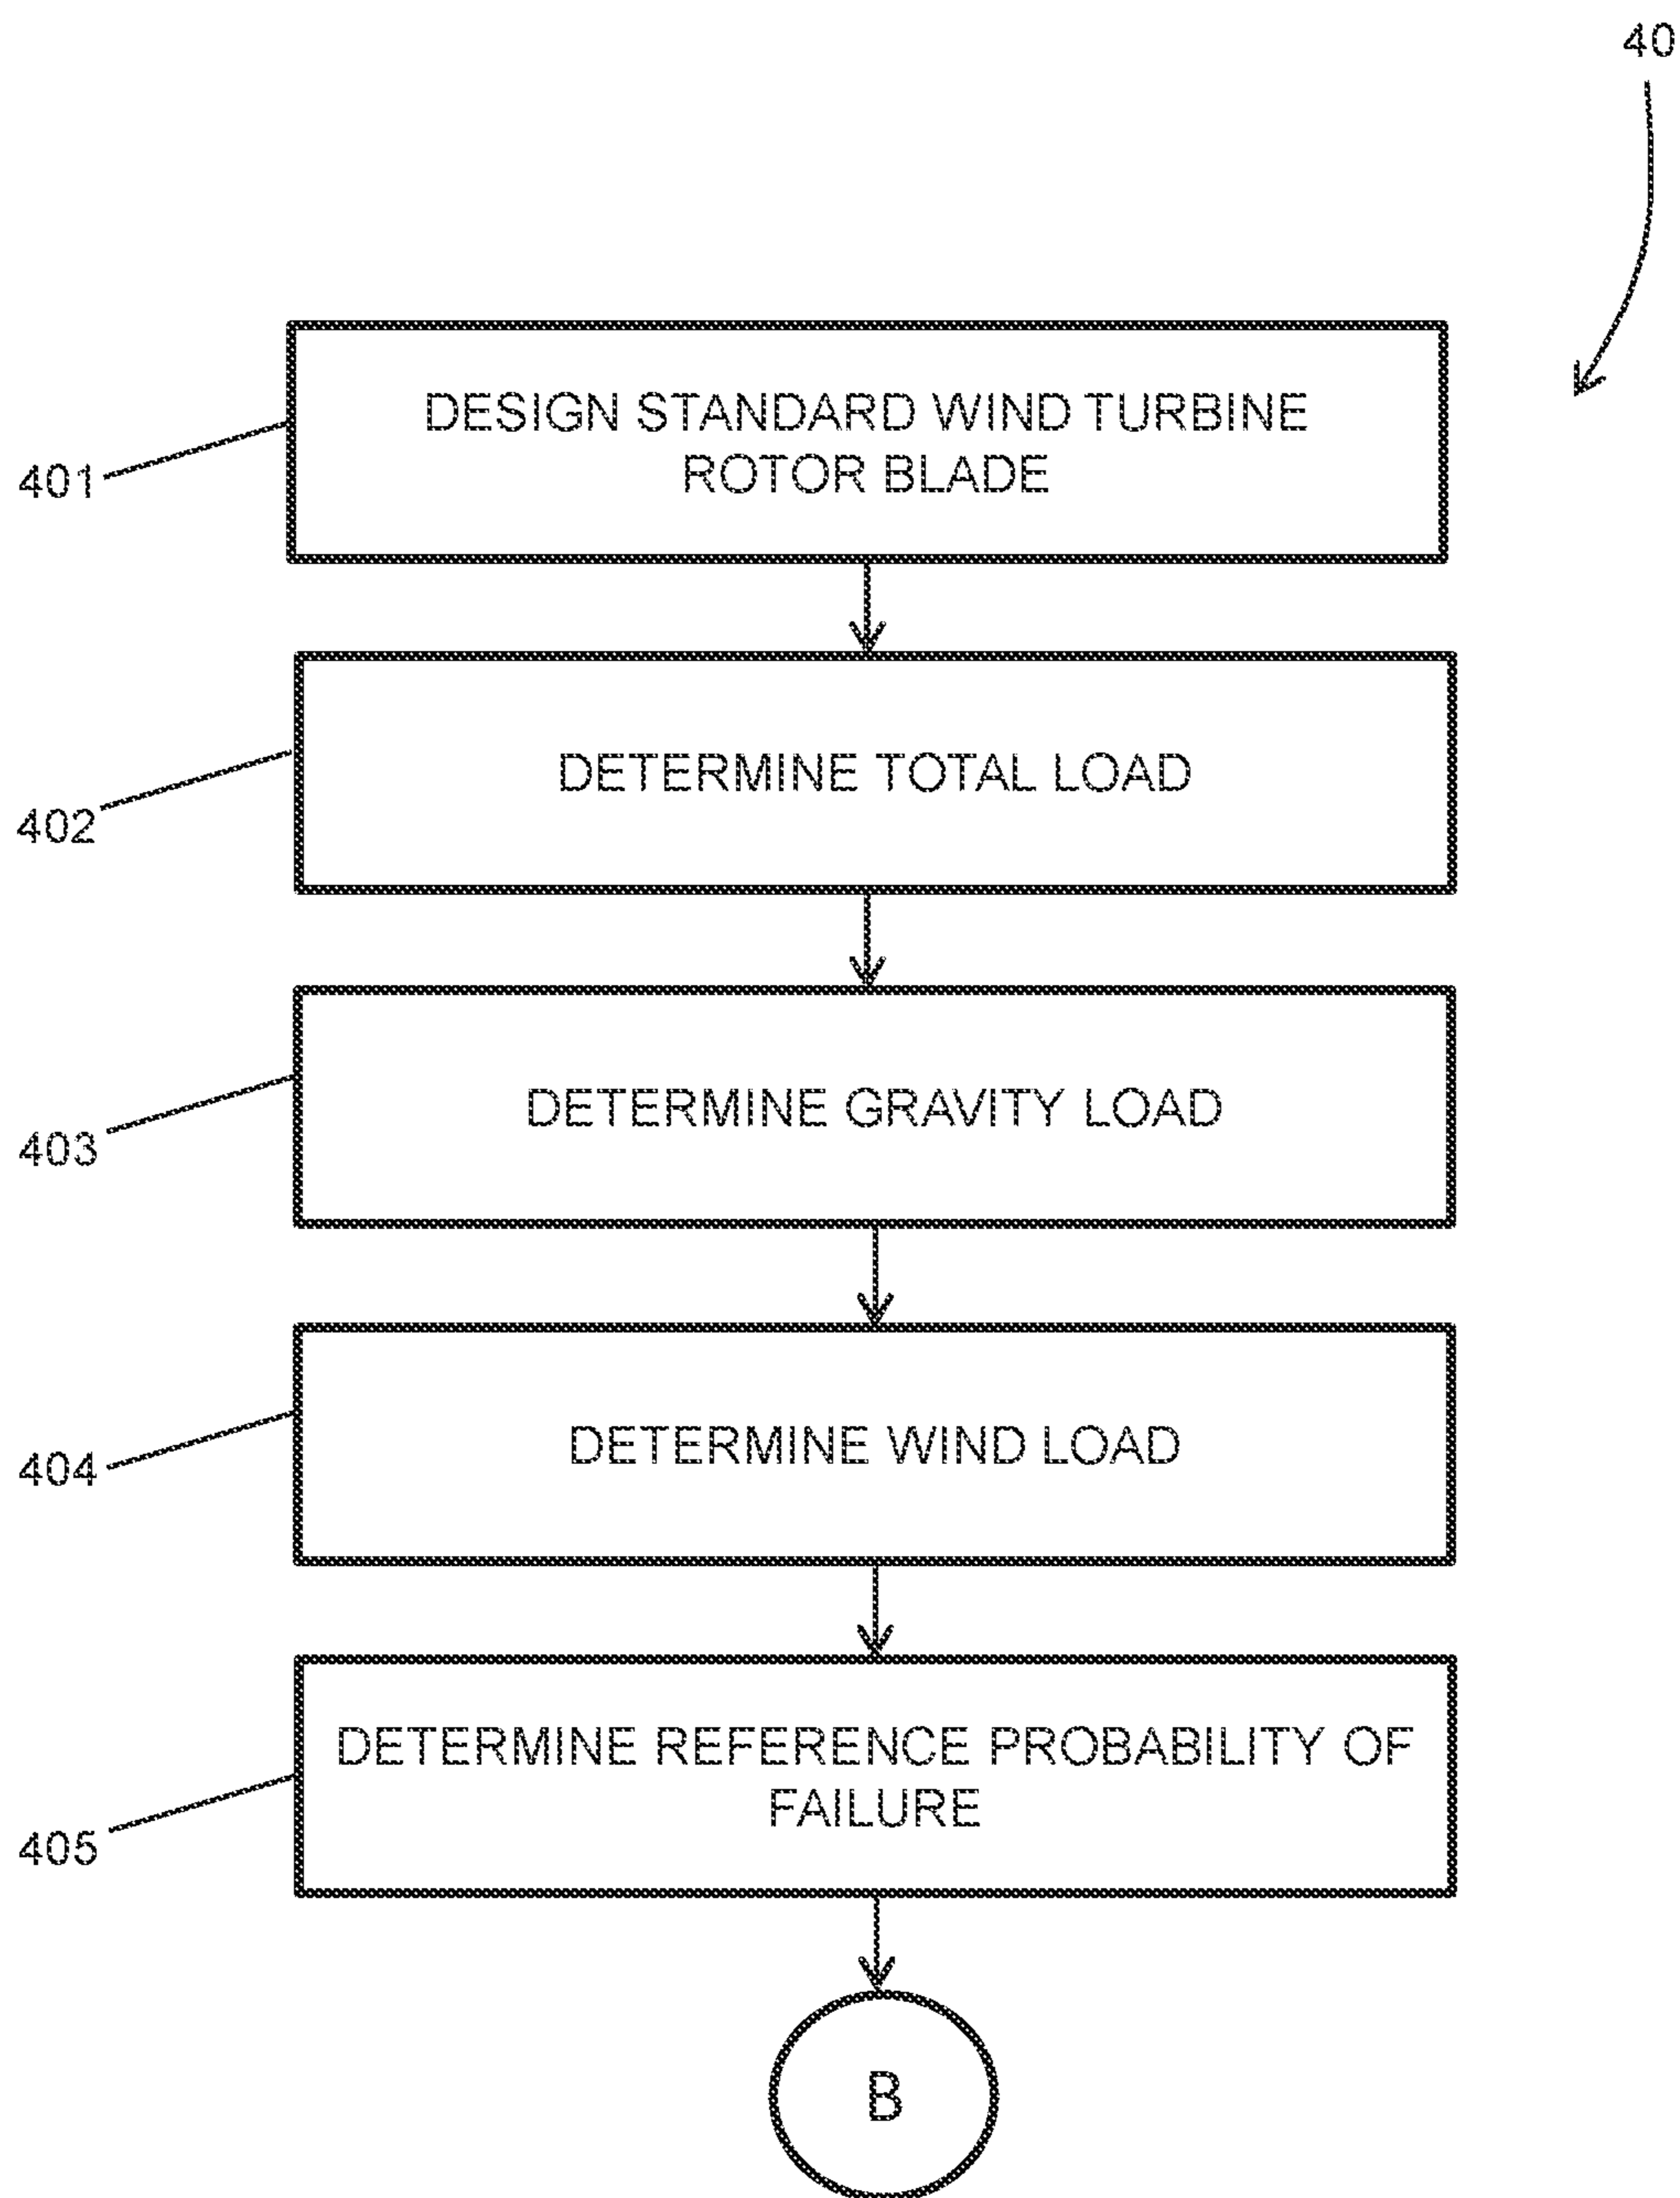 40
DESIGN STANDARD WIND TURBINE
ROTOR BLADE
401
DETERMINE TOTAL LOAD
402
DETERMINE GRAVITY LOAD
403
DETERMINE WIND LOAD
404
DETERMINE REFERENCE PROBABILITY OF
FAILURE
405
B